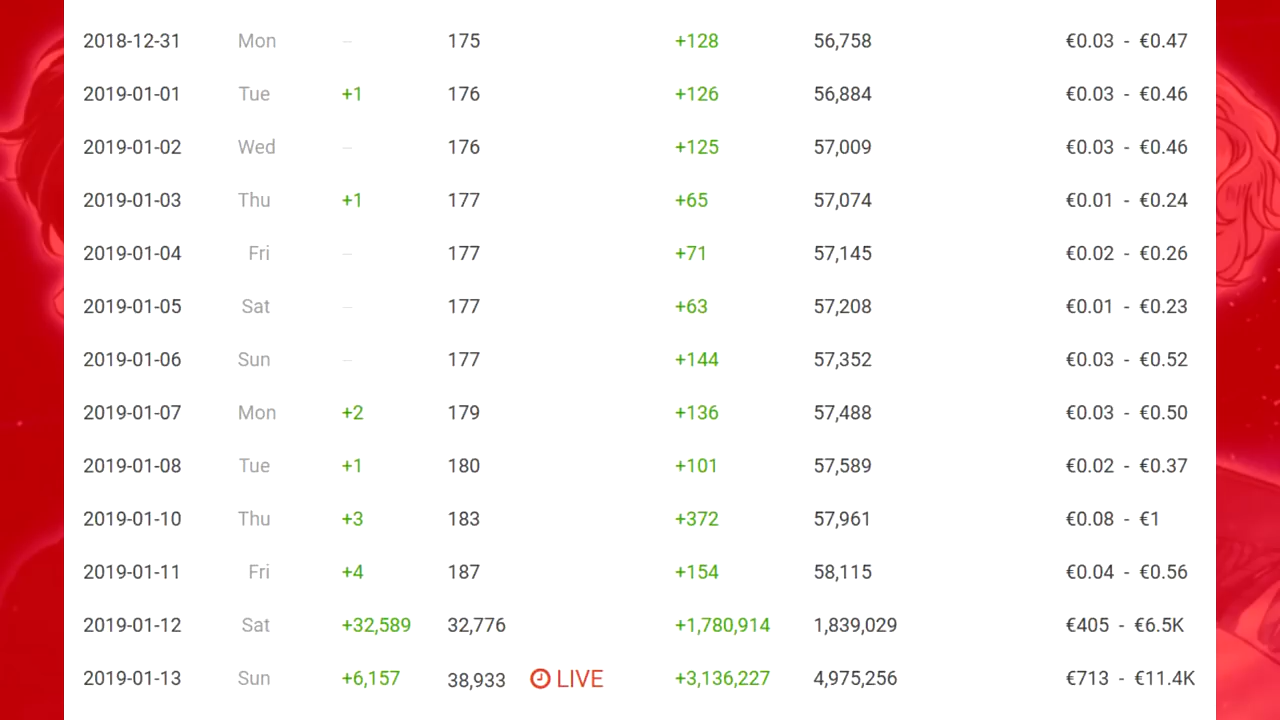 2018-12-31 Mon – 175 +128 56,758 €0.03 - €0.47
2019-01-01 Tue +1 176 +126 56,884 €0.03 - €0.46
2019-01-02 Wed – 176 +125 57,009 €0.03 - €0.46
2019-01-03 Thu +1 177 +65 57,074 €0.01 - €0.24
2019-01-04 Fri – 177 +71 57,145 €0.02 - €0.26
2019-01-05 Sat – 177 +63 57,208 €0.01 - €0.23
2019-01-06 Sun – 177 +144 57,352 €0.03 - €0.52
2019-01-07 Mon +2 179 +136 57,488 €0.03 - €0.50
2019-01-08 Tue +1 180 +101 57,589 €0.02 - €0.37
2019-01-10 Thu +3 183 +372 57,961 €0.08 - €1
2019-01-11 Fri +4 187 +154 58,115 €0.04 - €0.56
2019-01-12 Sat +32,589 32,776 +1,780,914 1,839,029 €405 - €6.5K
2019-01-13 Sun +6,157 38,933 LIVE +3,136,227 4,975,256 €713 - €11.4K